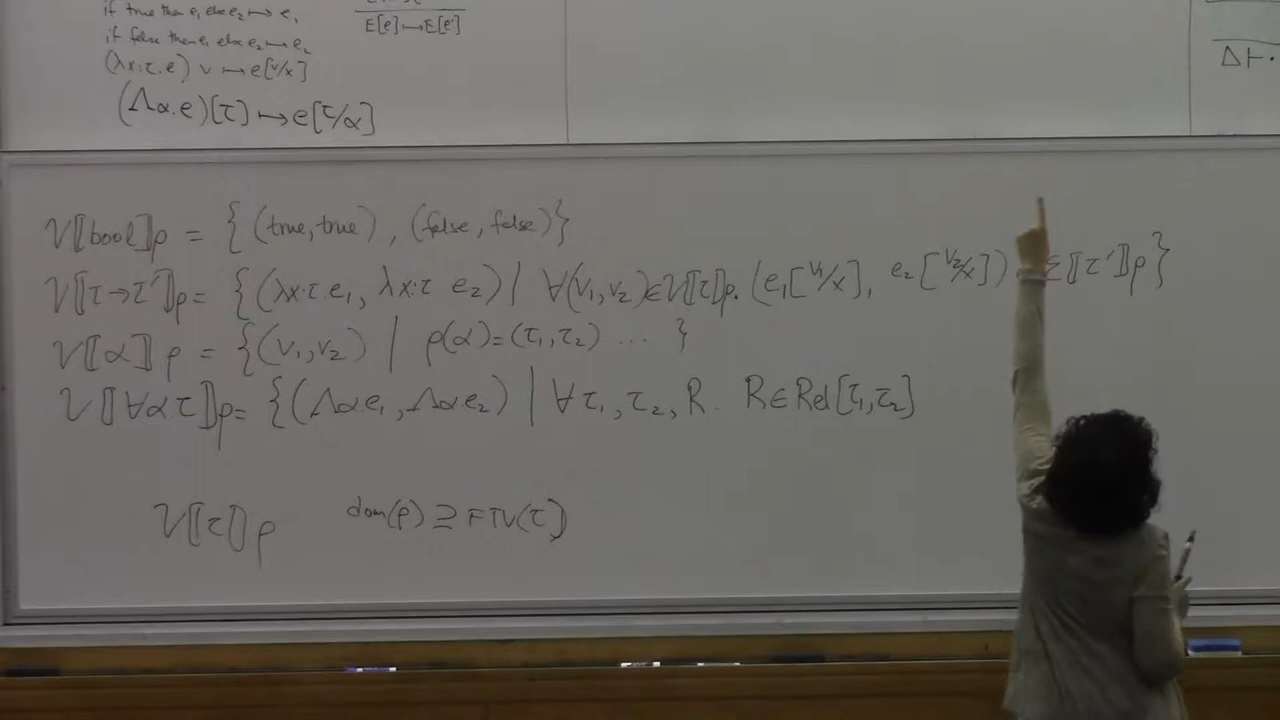 if true then e₁ else e₂ ↦ e₁
if false then e₁ else e₂ ↦ e₂
(λx:τ.e) v ↦ e[v/x]
(Λα.e)[τ] ↦ e[τ/α]
E[e] ↦ E[e']
Δ ⊢ ·
𝒱⟦bool⟧ρ = {(true, true), (false, false)}
𝒱⟦τ→τ'⟧ρ = {(λx:τ.e₁, λx:τ e₂) | ∀(v₁,v₂)∈𝒱⟦τ⟧ρ. (e₁[v₁/x], e₂[v₂/x]) ∈ ⟦τ'⟧ρ}
𝒱⟦α⟧ρ = {(v₁,v₂) | ρ(α)=(τ₁,τ₂) ... }
𝒱⟦∀α.τ⟧ρ = {(Λα.e₁, Λα.e₂) | ∀τ₁,τ₂,R. R∈Rel[τ₁,τ₂]
𝒱⟦τ⟧ρ dom(ρ) ⊇ FTV(τ)